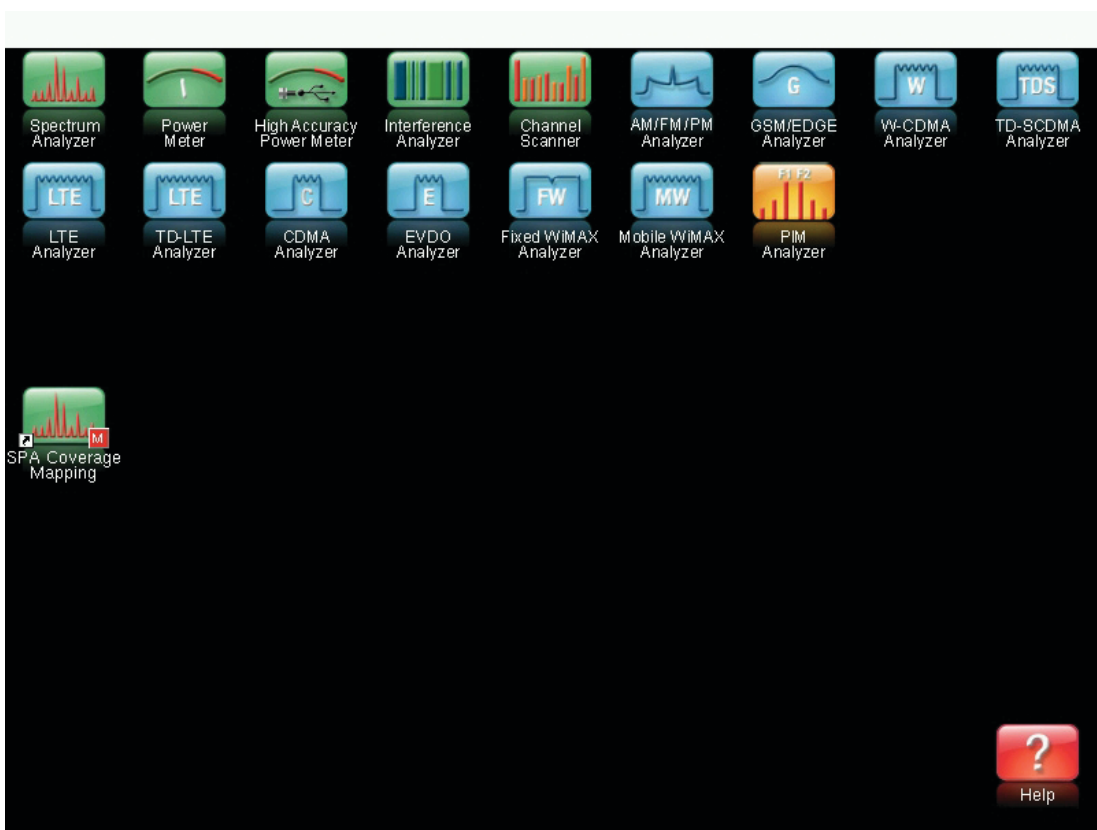 G
W
TDS
Spectrum Analyzer
Power Meter
High Accuracy Power Meter
Interference Analyzer
Channel Scanner
AM/FM/PM Analyzer
GSM/EDGE Analyzer
W-CDMA Analyzer
TD-SCDMA Analyzer
LTE
LTE
C
E
FW
MW
F1 F2
LTE Analyzer
TD-LTE Analyzer
CDMA Analyzer
EVDO Analyzer
Fixed WiMAX Analyzer
Mobile WiMAX Analyzer
PIM Analyzer
M
SPA Coverage Mapping
?
Help